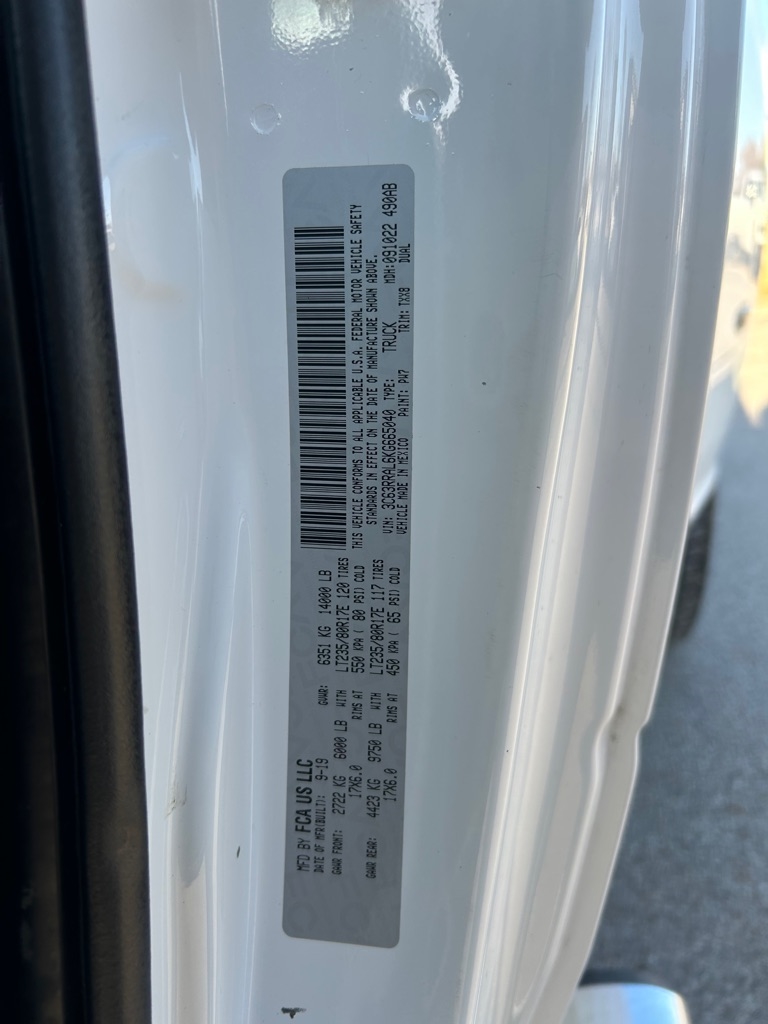 MFD BY FCA US LLC
DATE OF MFR(BUILT): 9-19 GVWR: 6351 KG 14000 LB
GAWR FRONT: 2722 KG 6000 LB WITH LT235/80R17E 120 TIRES
17X6.0 RIMS AT 550 KPA ( 80 PSI) COLD
GAWR REAR: 4423 KG 9750 LB WITH LT235/80R17E 117 TIRES
17X6.0 RIMS AT 450 KPA ( 65 PSI) COLD
THIS VEHICLE CONFORMS TO ALL APPLICABLE U.S.A. FEDERAL MOTOR VEHICLE SAFETY
STANDARDS IN EFFECT ON THE DATE OF MANUFACTURE SHOWN ABOVE.
VIN: 3C63RRAL6KG665040 TYPE: TRUCK MDH:091022 490AB
VEHICLE MADE IN MEXICO PAINT: PW7 TRIM: TXX8 DUAL